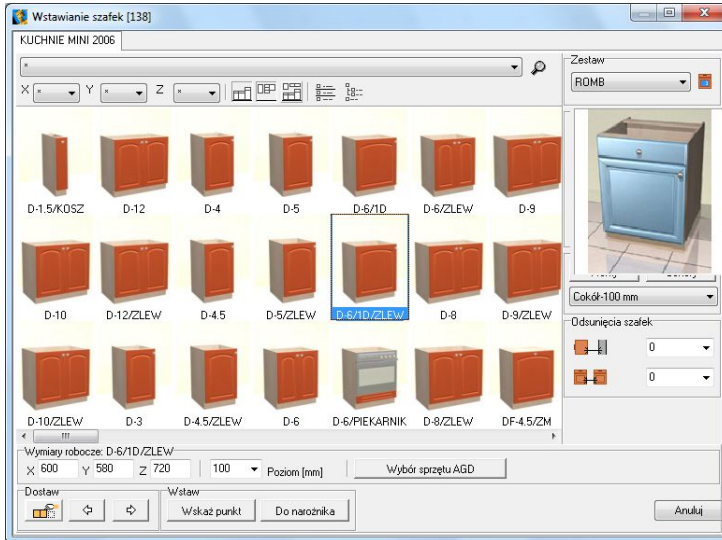 Wstawianie szafek [138]
KUCHNIE MINI 2006
*
Zestaw
ROMB
X * Y * Z *
D-1.5/KOSZ D-12 D-4 D-5 D-6/1D D-6/ZLEW D-9
D-10 D-12/ZLEW D-4.5 D-5/ZLEW D-6/1D/ZLEW D-8 D-9/ZLEW
Cokół-100 mm
Odsunięcia szafek
0
0
D-10/ZLEW D-3 D-4.5/ZLEW D-6 D-6/PIEKARNIK D-8/ZLEW DF-4.5/ZM
Wymiary robocze: D-6/1D/ZLEW
X 600 Y 580 Z 720 100 Poziom [mm] Wybór sprzętu AGD
Dostaw Wstaw
Wskaż punkt Do narożnika Anuluj